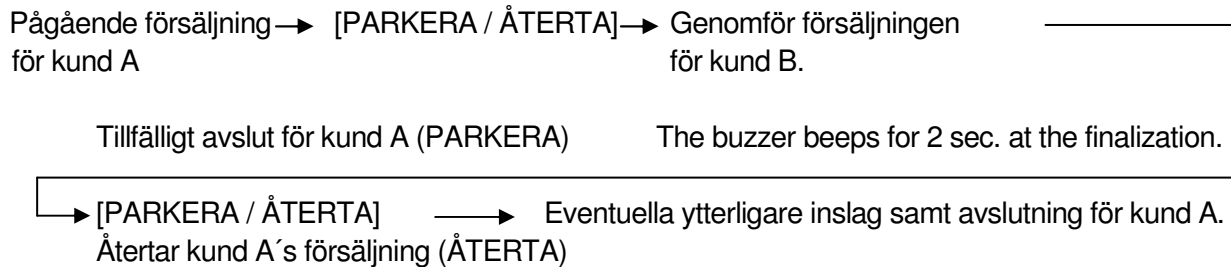 Pågående försäljning [PARKERA / ÅTERTA] Genomför försäljningen
för kund A för kund B.
Tillfälligt avslut för kund A (PARKERA) The buzzer beeps for 2 sec. at the finalization.
[PARKERA / ÅTERTA] Eventuella ytterligare inslag samt avslutning för kund A.
Återtar kund A´s försäljning (ÅTERTA)